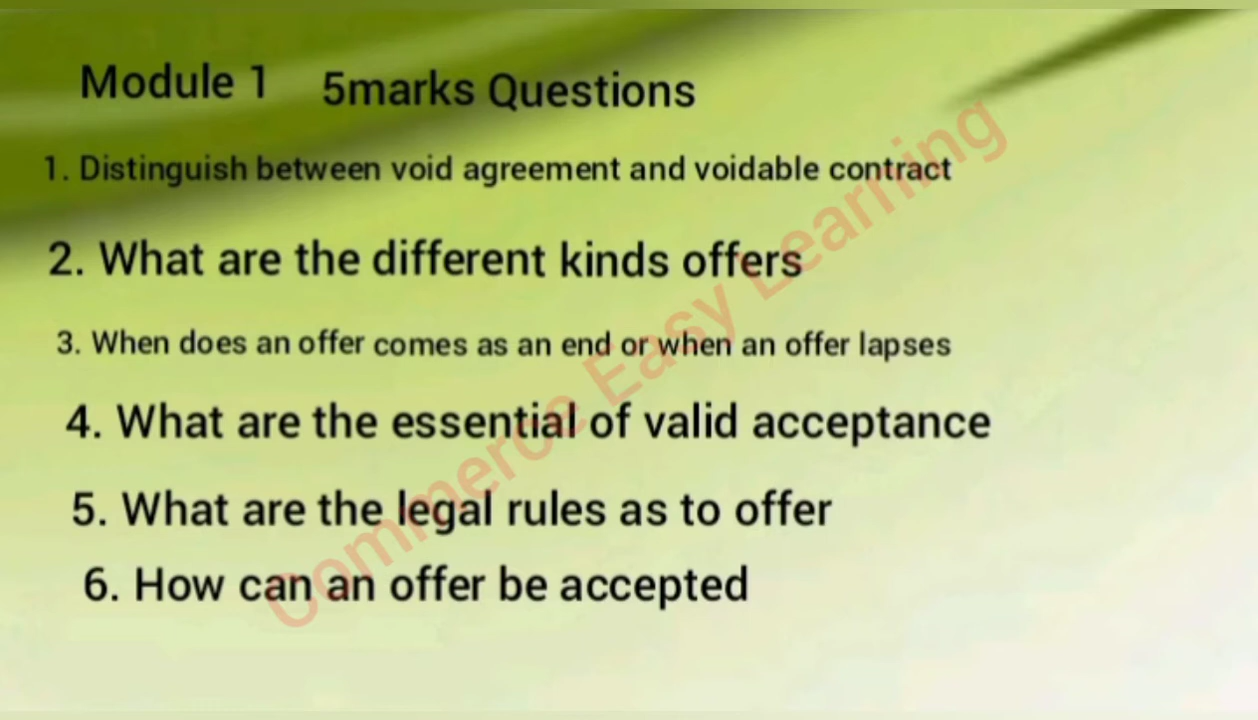 Module 1 5marks Questions
1. Distinguish between void agreement and voidable contract
2. What are the different kinds offers
3. When does an offer comes as an end or when an offer lapses
4. What are the essential of valid acceptance
5. What are the legal rules as to offer
6. How can an offer be accepted
Commerce Easy Learning